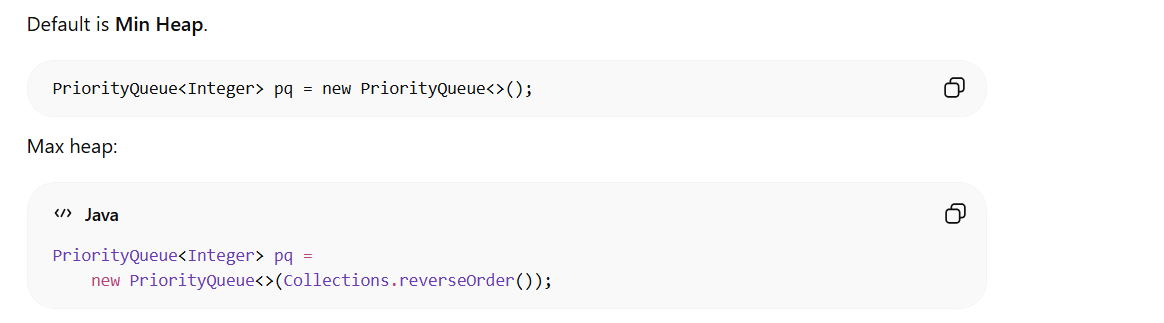 Default is Min Heap.
PriorityQueue<Integer> pq = new PriorityQueue<>();
Max heap:
</> Java
PriorityQueue<Integer> pq =
    new PriorityQueue<>(Collections.reverseOrder());